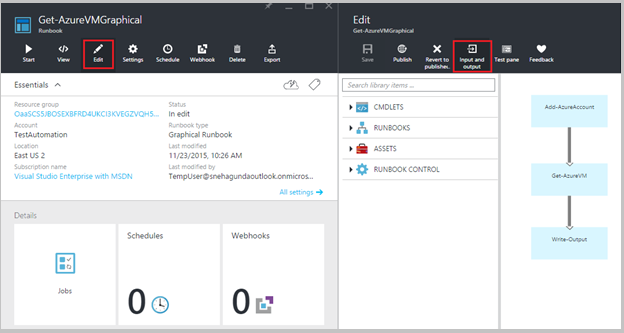 Get-AzureVMGraphical
Runbook
Start
View
Edit
Settings
Schedule
Webhook
Delete
Export
Essentials
Resource group
Status
In edit
Account
Runbook type
TestAutomation
Graphical Runbook
Location
Last modified
East US 2
11/23/2015, 10:26 AM
Subscription name
Last modified by
Visual Studio Enterprise with MSDN
TempUser@snehagundaoutlook.onmicros...
All settings
Details
Jobs
Schedules
0
Webhooks
0
Edit
Get-AzureVMGraphical
Save
Publish
Revert to
publishe..
Input and
output
Test pane
Feedback
Search library items ...
CMDLETS
RUNBOOKS
ASSETS
RUNBOOK CONTROL
Add-AzureAccount
Get-AzureVM
Write-Output